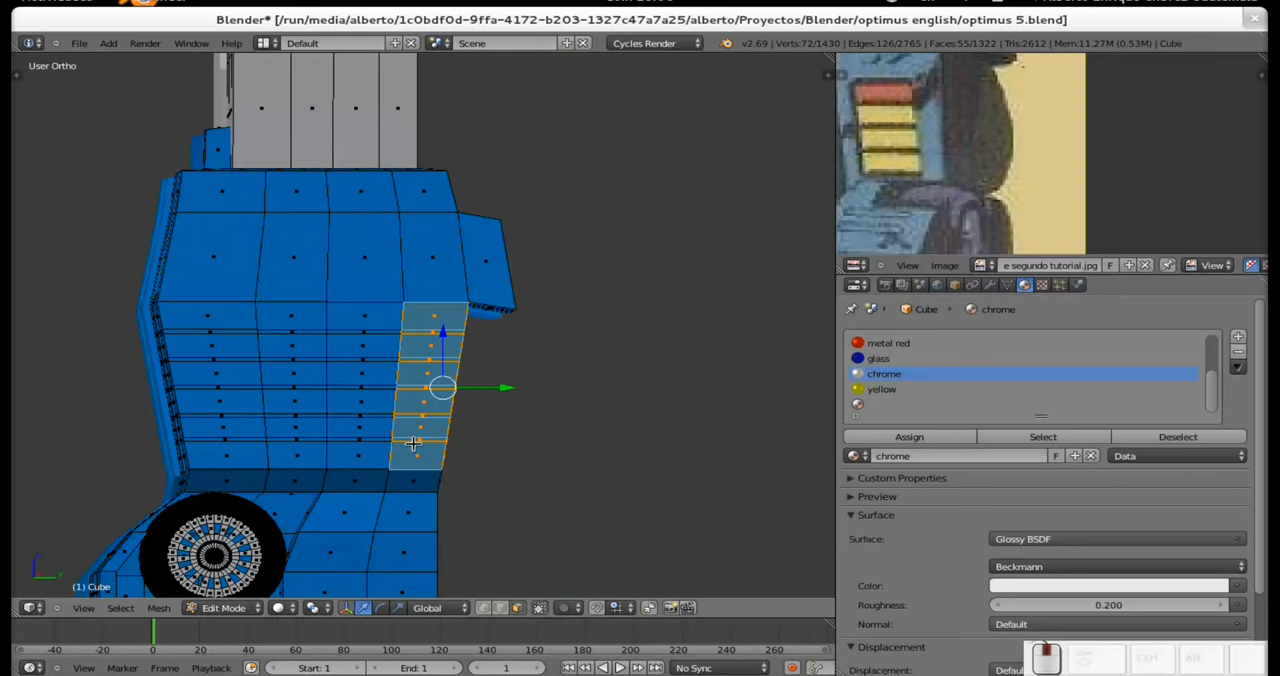 Blender* [/run/media/alberto/1c0bdf0d-9ffa-4172-b203-1327c47a7a25/alberto/Proyectos/Blender/optimus english/optimus 5.blend]
File Add Render Window Help Default Scene Cycles Render v2.69 | Verts:72/1430 | Edges:126/2765 | Faces:55/1322 | Tris:2612 | Mem:11.27M (0.53M) | Cube
User Ortho
View Image e segundo tutorial.jpg F View
Cube chrome
metal red
glass
chrome
yellow
Assign Select Deselect
chrome F Data
Custom Properties
Preview
Surface
Surface: Glossy BSDF
Beckmann
Color:
Roughness: 0.200
Normal: Default
Displacement
Displacement: Defau
(1) Cube
View Select Mesh Edit Mode Global
-40 -20 0 20 40 60 80 100 120 140 160 180 200 220 240 260
View Marker Frame Playback Start: 1 End: 1 1 No Sync
Ctrl Alt